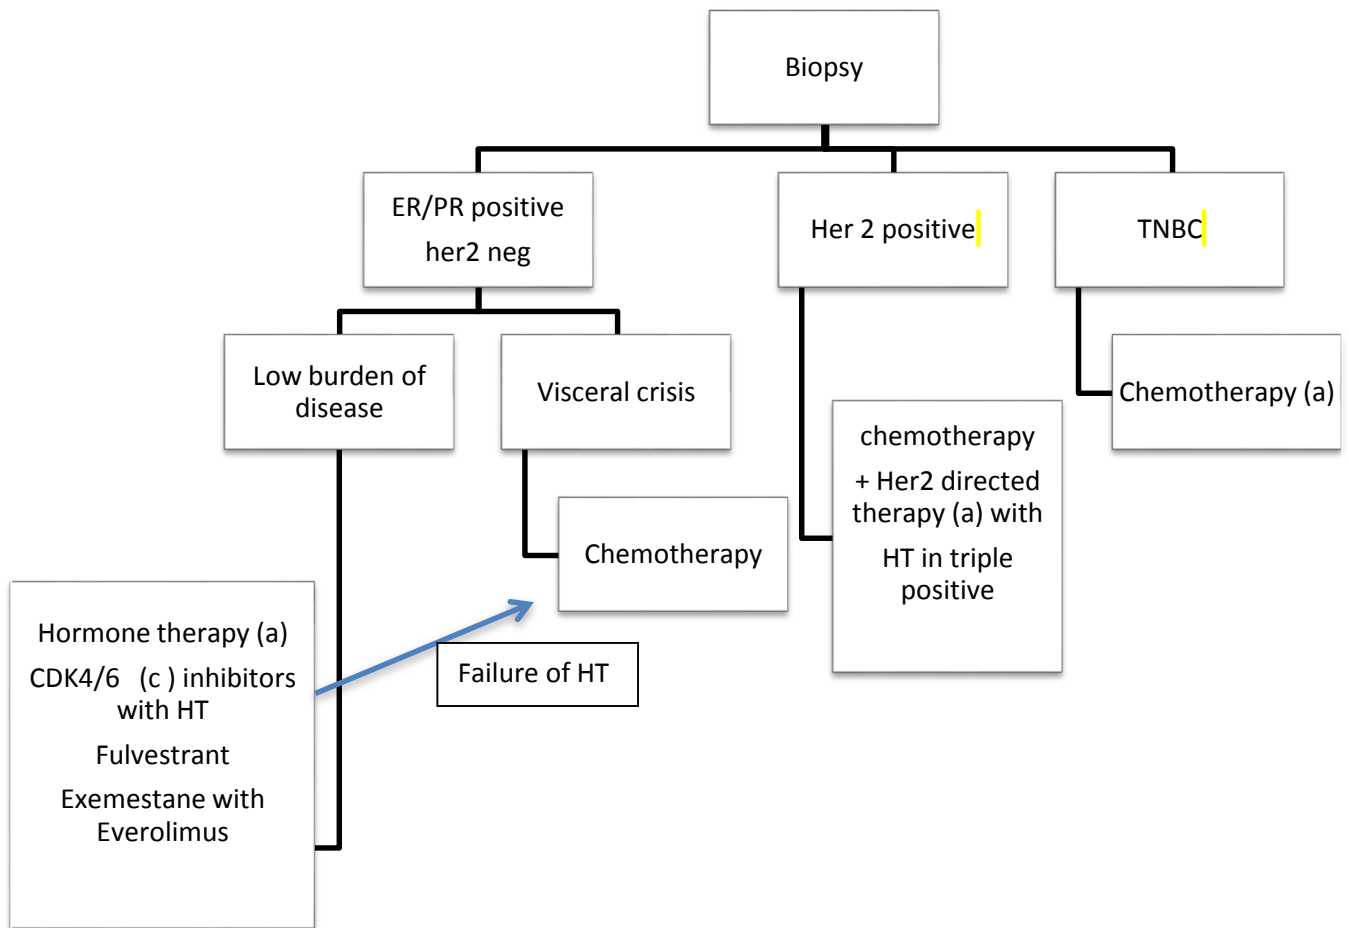 Biopsy
ER/PR positive
her2 neg
Her 2 positive
TNBC
Low burden of
disease
Visceral crisis
Chemotherapy (a)
chemotherapy
+ Her2 directed
therapy (a) with
HT in triple
positive
Chemotherapy
Hormone therapy (a)
CDK4/6 (c ) inhibitors
with HT
Fulvestrant
Exemestane with
Everolimus
Failure of HT